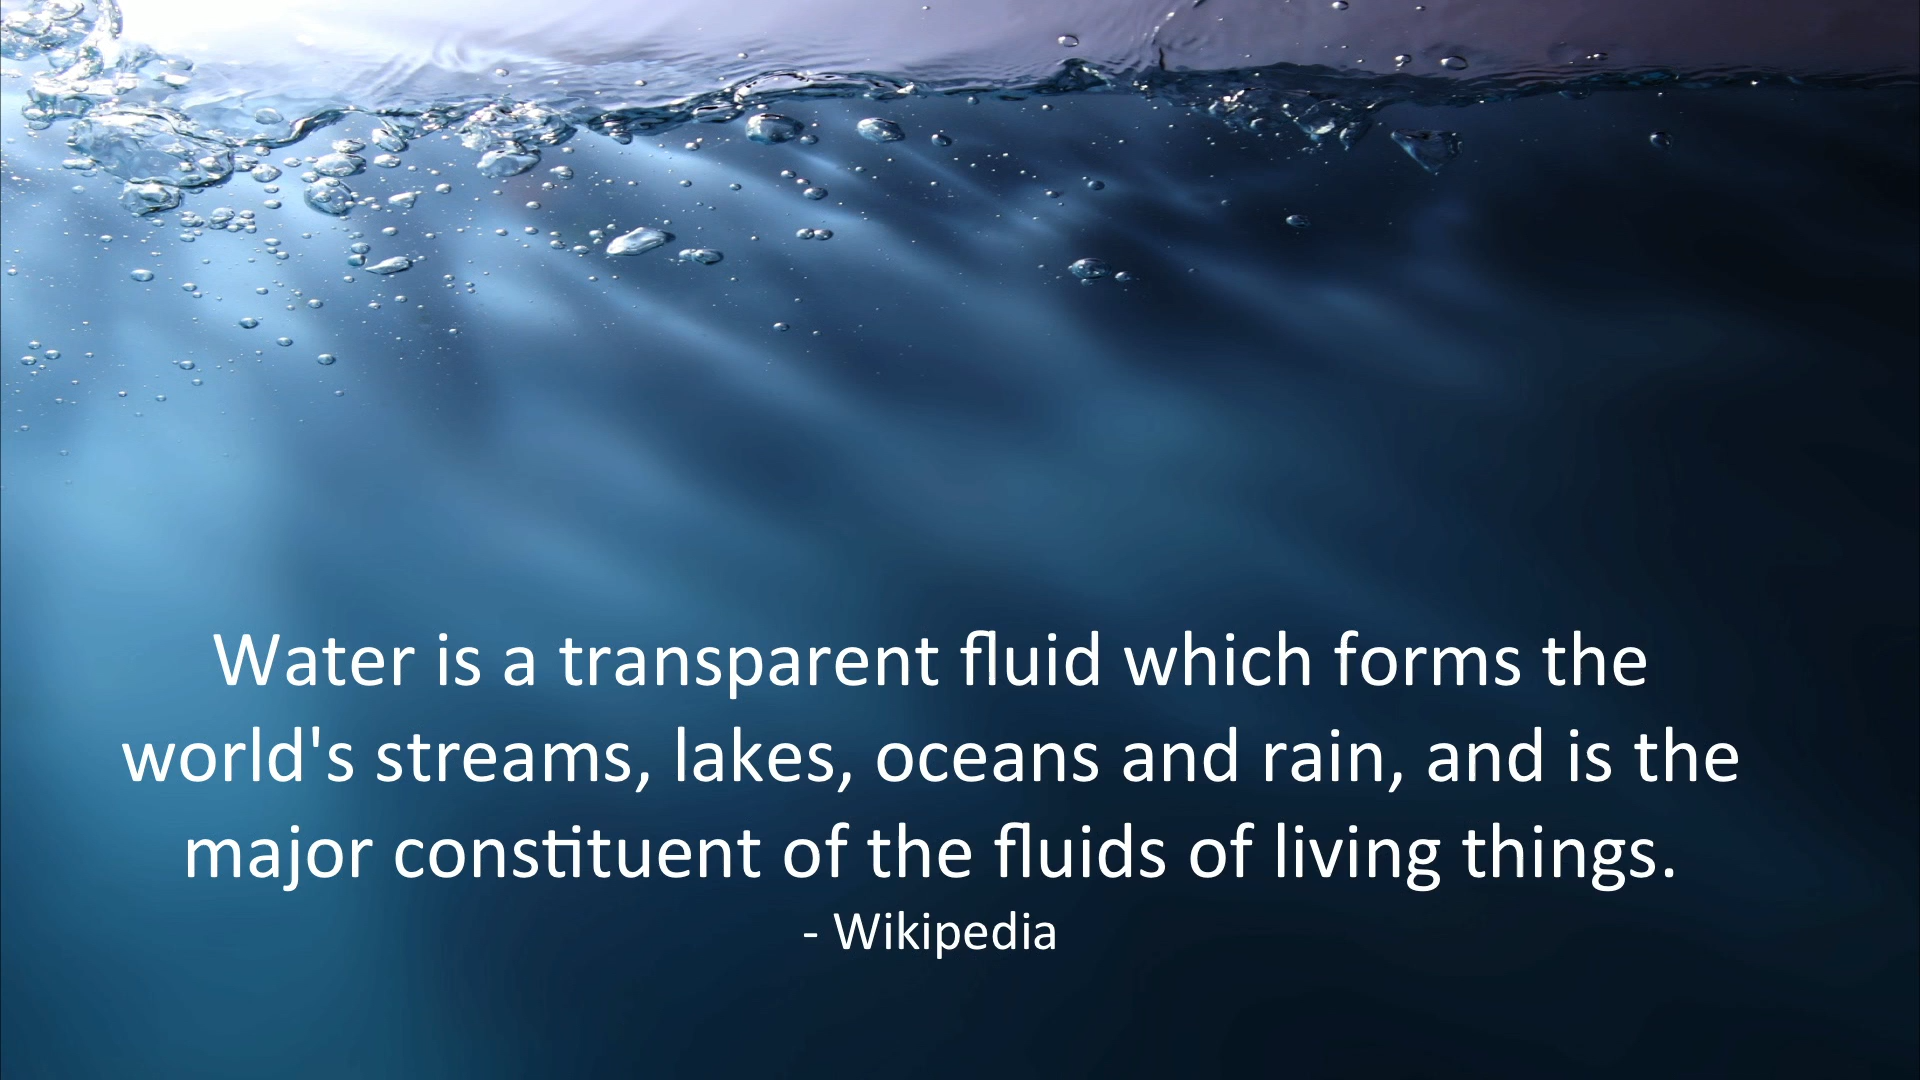 Water is a transparent fluid which forms the
world's streams, lakes, oceans and rain, and is the
major constituent of the fluids of living things.
- Wikipedia